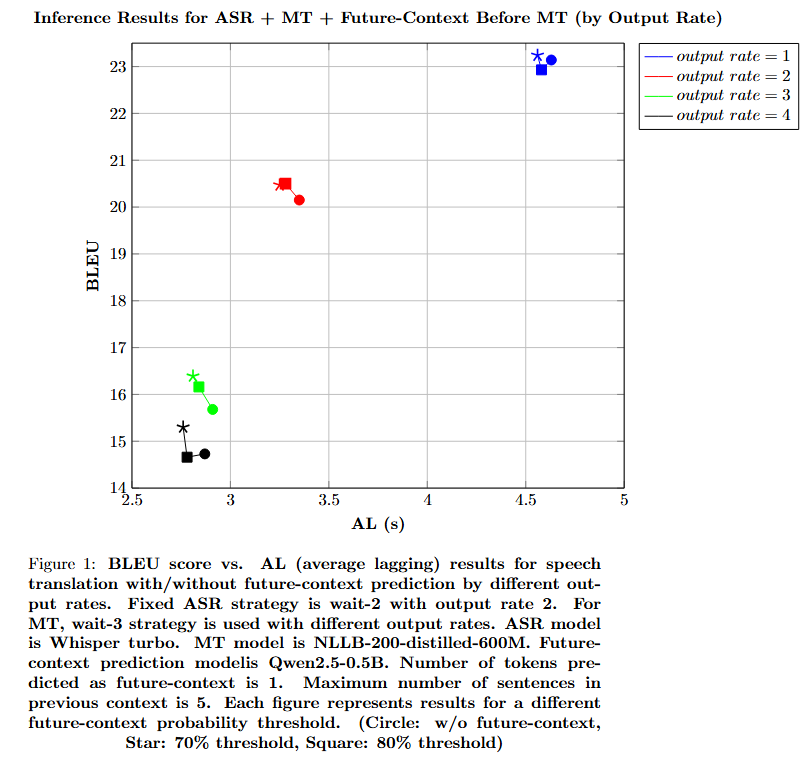 Inference Results for ASR + MT + Future-Context Before MT (by Output Rate)
output rate = 1
output rate = 2
output rate = 3
output rate = 4
23
22
21
20
19
18
17
16
15
14
BLEU
2.5 3 3.5 4 4.5 5
AL (s)
Figure 1: BLEU score vs. AL (average lagging) results for speech
translation with/without future-context prediction by different out-
put rates. Fixed ASR strategy is wait-2 with output rate 2. For
MT, wait-3 strategy is used with different output rates. ASR model
is Whisper turbo. MT model is NLLB-200-distilled-600M. Future-
context prediction modelis Qwen2.5-0.5B. Number of tokens pre-
dicted as future-context is 1. Maximum number of sentences in
previous context is 5. Each figure represents results for a different
future-context probability threshold. (Circle: w/o future-context,
Star: 70% threshold, Square: 80% threshold)